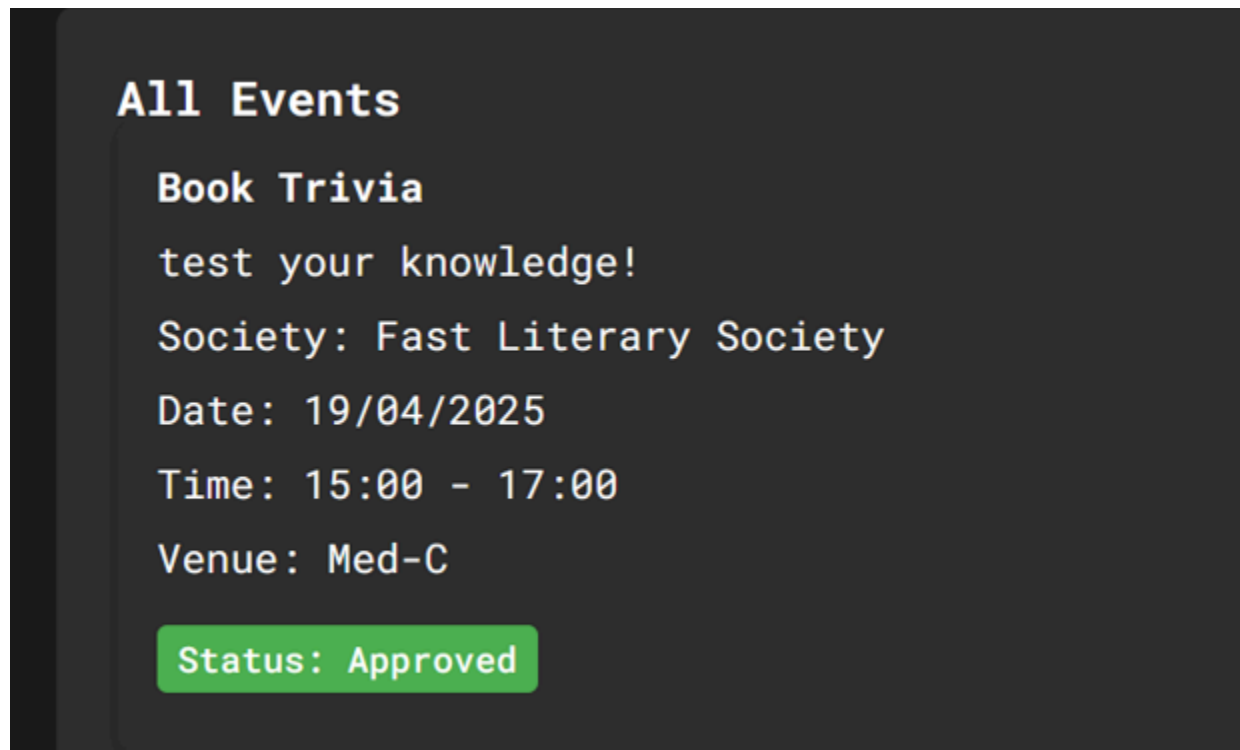 All Events
Book Trivia
test your knowledge!
Society: Fast Literary Society
Date: 19/04/2025
Time: 15:00 - 17:00
Venue: Med-C
Status: Approved